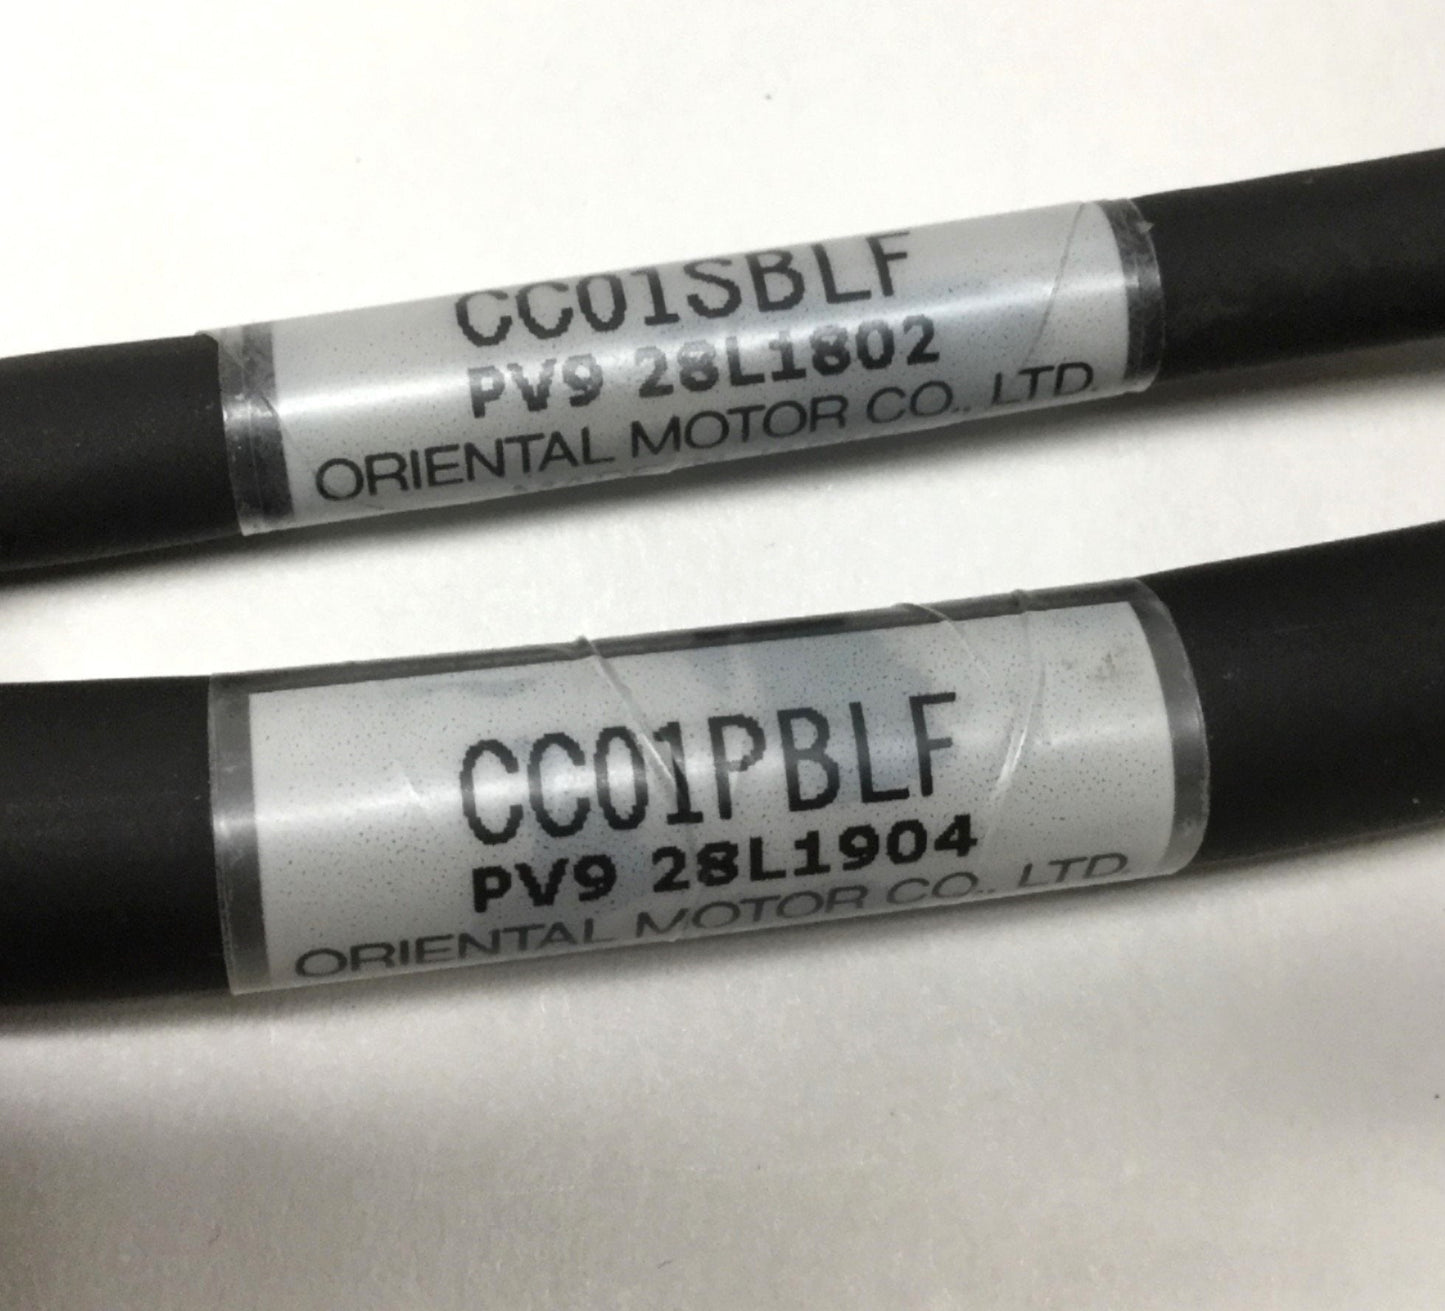 CC01SBLF
PV9 28L1802
ORIENTAL MOTOR CO., LTD.
CC01PBLF
PV9 28L1904
ORIENTAL MOTOR CO., LTD.